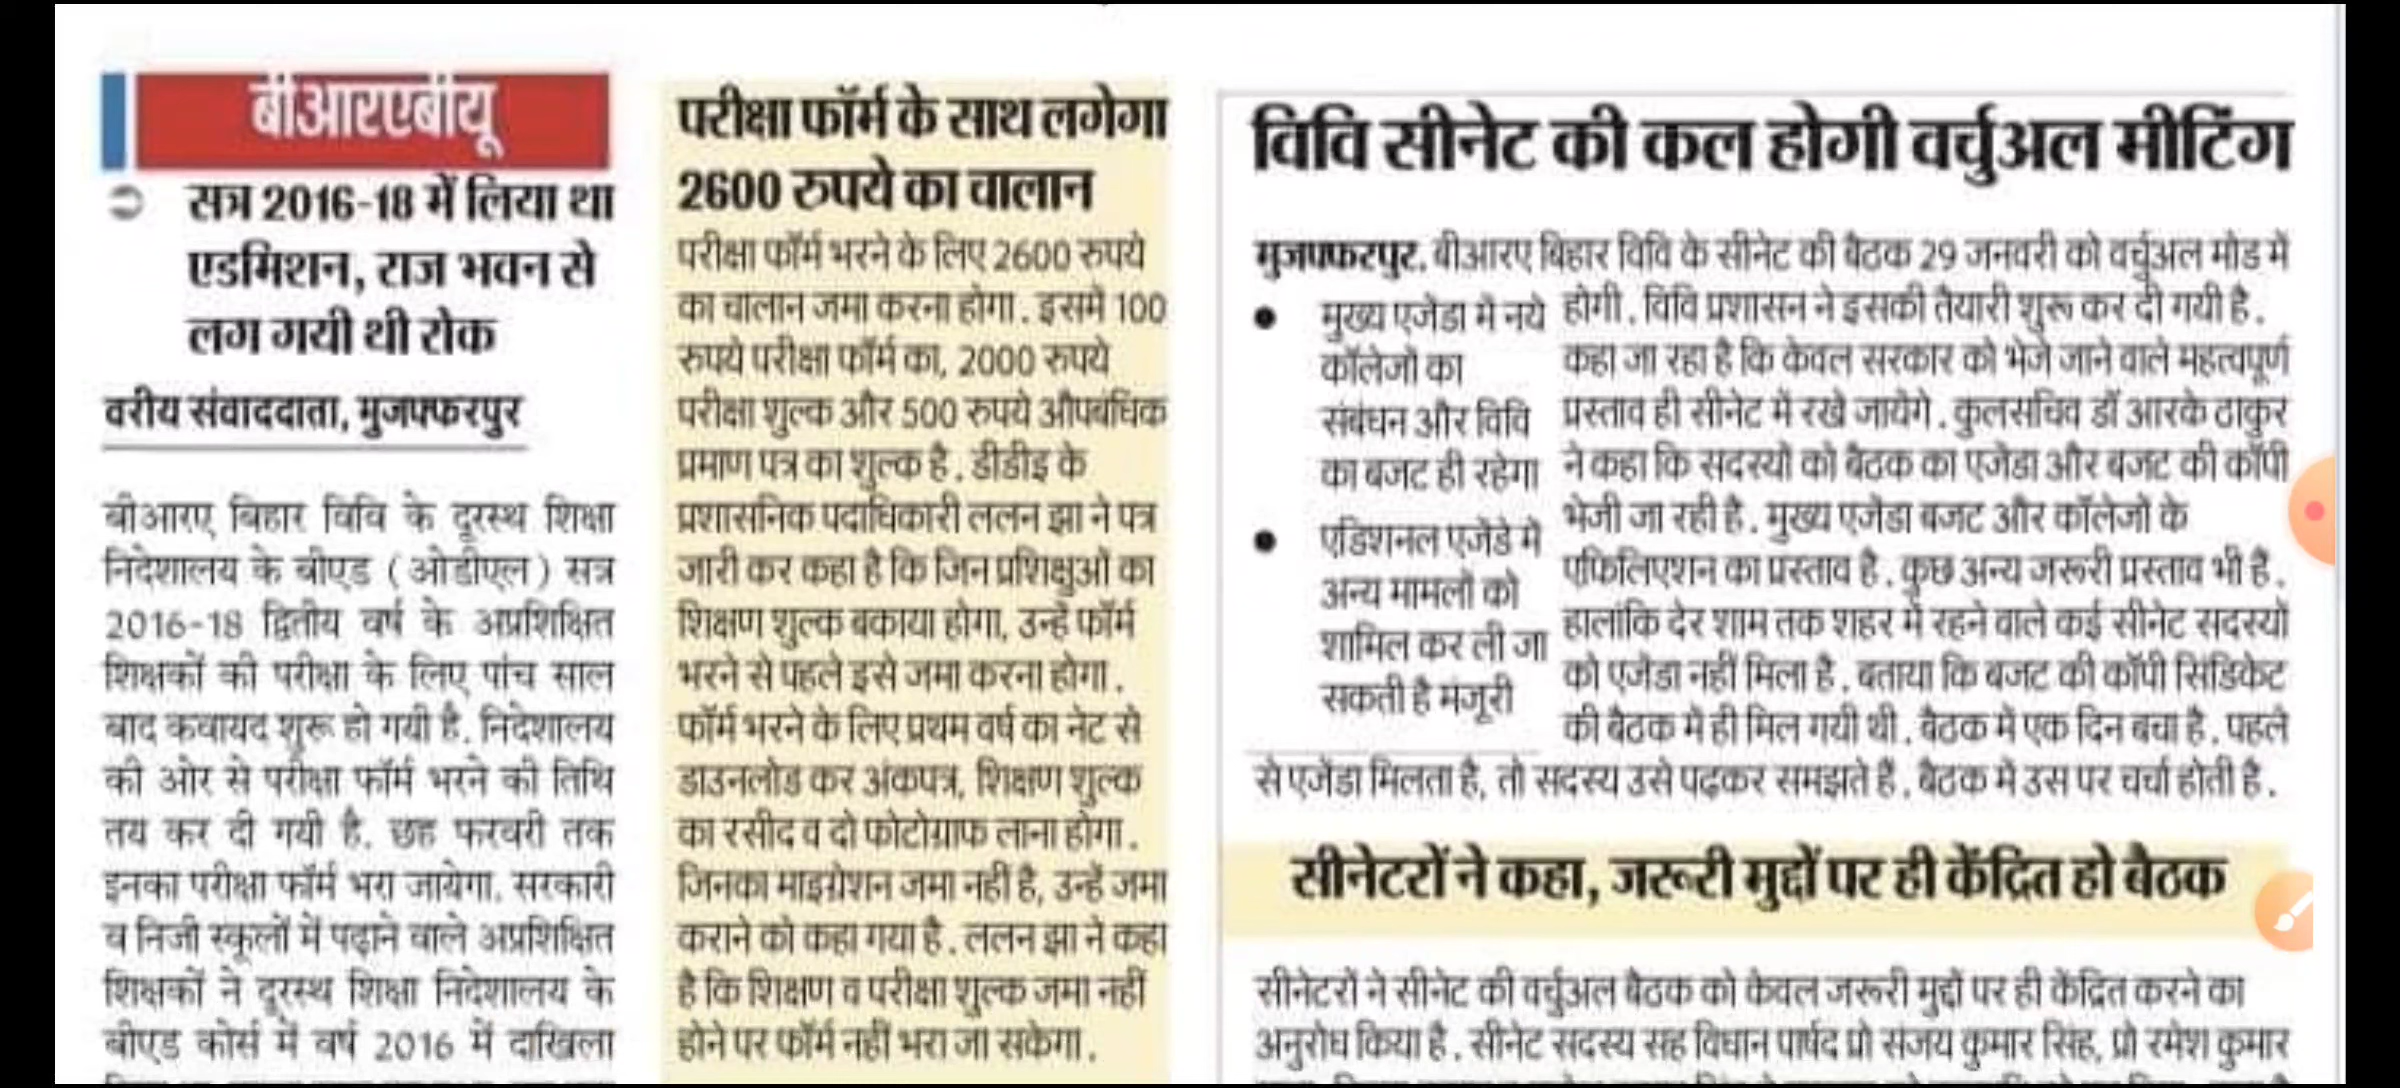 बीआरएबीयू
सत्र 2016-18 में लिया था
एडमिशन, राज भवन से
लग गयी थी रोक
वरीय संवाददाता, मुजफ्फरपुर
बीआरए बिहार विवि के दूरस्थ शिक्षा
निदेशालय के बीएड (ओडीएल) सत्र
2016-18 द्वितीय वर्ष के अप्रशिक्षित
शिक्षकों की परीक्षा के लिए पांच साल
बाद कवायद शुरू हो गयी है. निदेशालय
की ओर से परीक्षा फॉर्म भरने की तिथि
तय कर दी गयी है. छह फरवरी तक
इनका परीक्षा फॉर्म भरा जायेगा. सरकारी
व निजी स्कूलों में पढ़ाने वाले अप्रशिक्षित
शिक्षकों ने दूरस्थ शिक्षा निदेशालय के
बीएड कोर्स में वर्ष 2016 में दाखिला
परीक्षा फॉर्म के साथ लगेगा
2600 रुपये का चालान
परीक्षा फॉर्म भरने के लिए 2600 रुपये
का चालान जमा करना होगा. इसमें 100
रुपये परीक्षा फॉर्म का, 2000 रुपये
परीक्षा शुल्क और 500 रुपये औपबंधिक
प्रमाण पत्र का शुल्क है. डीडीइ के
प्रशासनिक पदाधिकारी ललन झा ने पत्र
जारी कर कहा है कि जिन प्रशिक्षुओं का
शिक्षण शुल्क बकाया होगा, उन्हें फॉर्म
भरने से पहले इसे जमा करना होगा.
फॉर्म भरने के लिए प्रथम वर्ष का नेट से
डाउनलोड कर अंकपत्र, शिक्षण शुल्क
का रसीद व दो फोटोग्राफ लाना होगा.
जिनका माइग्रेशन जमा नहीं है, उन्हें जमा
कराने को कहा गया है. ललन झा ने कहा
है कि शिक्षण व परीक्षा शुल्क जमा नहीं
होने पर फॉर्म नहीं भरा जा सकेगा.
विवि सीनेट की कल होगी वर्चुअल मीटिंग
मुजफ्फरपुर. बीआरए बिहार विवि के सीनेट की बैठक 29 जनवरी को वर्चुअल मोड में
मुख्य एजेंडा में नये
कॉलेजों का
संबंधन और विवि
का बजट ही रहेगा
एडिशनल एजेंडे में
अन्य मामलों को
शामिल कर ली जा
सकती है मंजूरी
होगी. विवि प्रशासन ने इसकी तैयारी शुरू कर दी गयी है.
कहा जा रहा है कि केवल सरकार को भेजे जाने वाले महत्वपूर्ण
प्रस्ताव ही सीनेट में रखे जायेंगे. कुलसचिव डॉ आरके ठाकुर
ने कहा कि सदस्यों को बैठक का एजेंडा और बजट की कॉपी
भेजी जा रही है. मुख्य एजेंडा बजट और कॉलेजों के
एफिलिएशन का प्रस्ताव है. कुछ अन्य जरूरी प्रस्ताव भी है.
हालांकि देर शाम तक शहर में रहने वाले कई सीनेट सदस्यों
को एजेंडा नहीं मिला है. बताया कि बजट की कॉपी सिंडिकेट
की बैठक में ही मिल गयी थी. बैठक में एक दिन बचा है. पहले
से एजेंडा मिलता है, तो सदस्य उसे पढ़कर समझते हैं. बैठक में उस पर चर्चा होती है.
सीनेटरों ने कहा, जरूरी मुद्दों पर ही केंद्रित हो बैठक
सीनेटरों ने सीनेट की वर्चुअल बैठक को केवल जरूरी मुद्दों पर ही केंद्रित करने का
अनुरोध किया है. सीनेट सदस्य सह विधान पार्षद प्रो संजय कुमार सिंह, प्रो रमेश कुमार